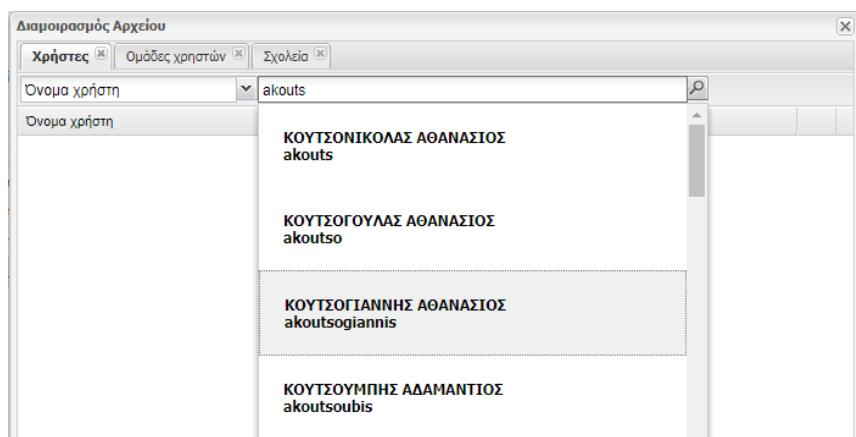 Διαμοιρασμός Αρχείου
Χρήστες Ομάδες χρηστών Σχολεία
Όνομα χρήστη akouts
Όνομα χρήστη
ΚΟΥΤΣΟΝΙΚΟΛΑΣ ΑΘΑΝΑΣΙΟΣ
akouts
ΚΟΥΤΣΟΓΟΥΛΑΣ ΑΘΑΝΑΣΙΟΣ
akoutso
ΚΟΥΤΣΟΓΙΑΝΝΗΣ ΑΘΑΝΑΣΙΟΣ
akoutsogiannis
ΚΟΥΤΣΟΥΜΠΗΣ ΑΔΑΜΑΝΤΙΟΣ
akoutsoubis